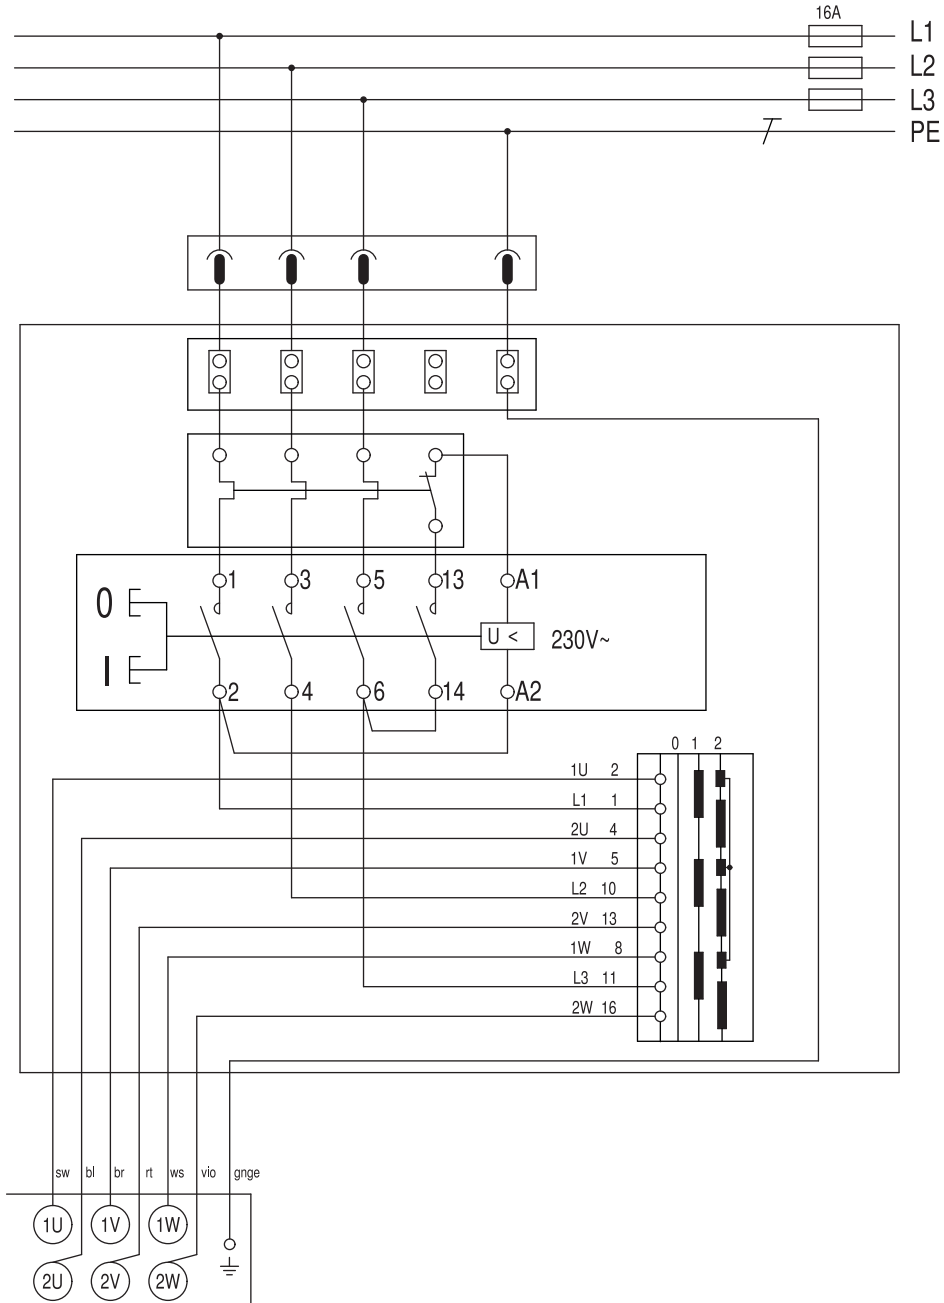 16A
L1
L2
L3
PE
1 3 5 13 A1
0
U < 230V~
I
2 4 6 14 A2
0 1 2
1U 2
L1 1
2U 4
1V 5
L2 10
2V 13
1W 8
L3 11
2W 16
sw bl br rt ws vio gnge
1U 1V 1W
2U 2V 2W